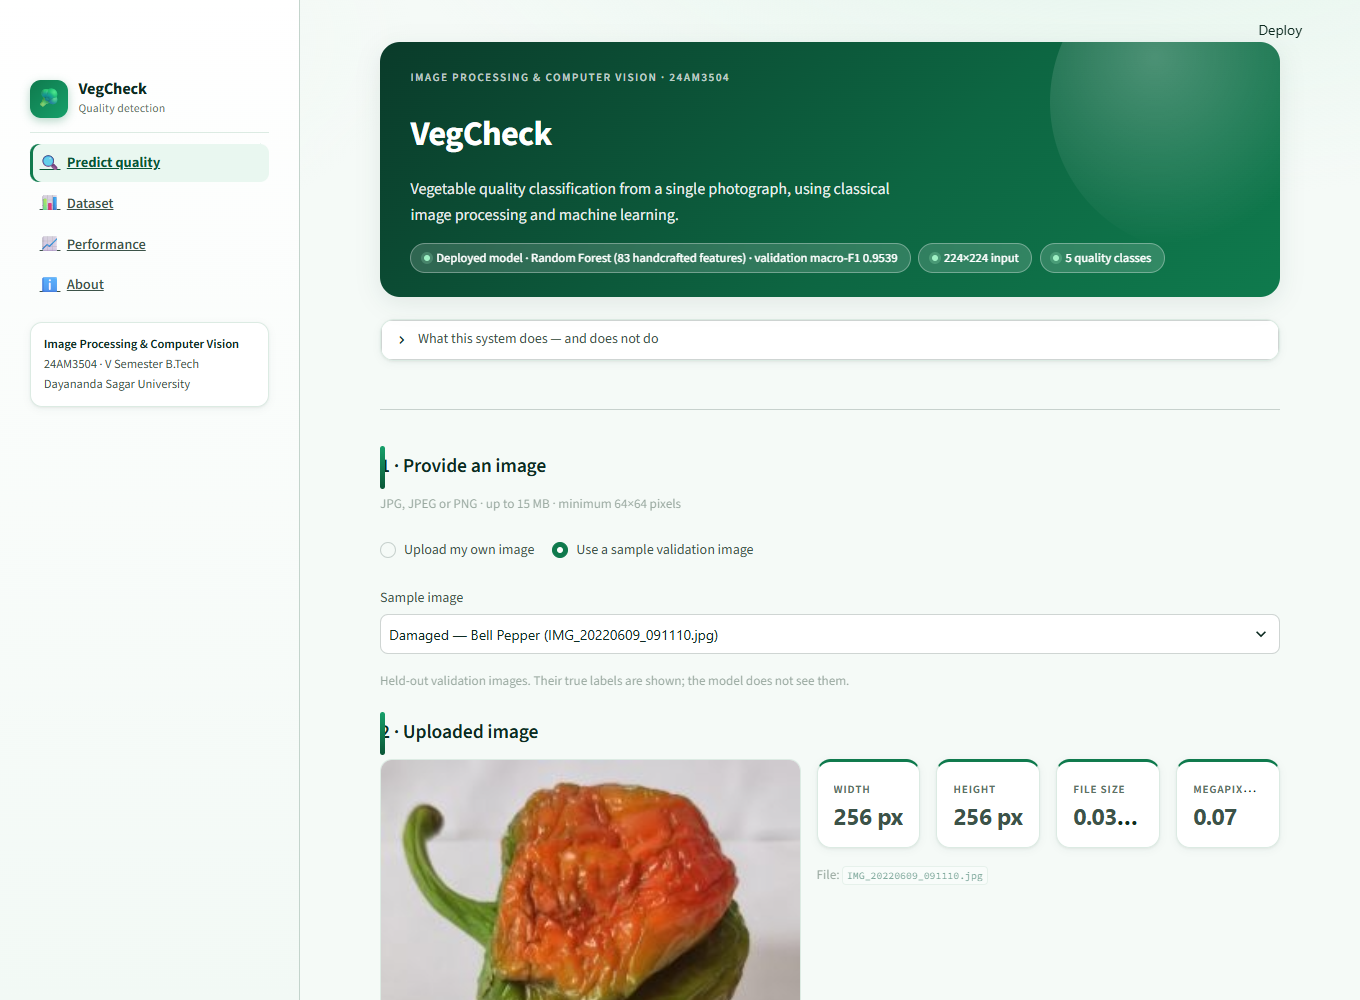 Deploy
VegCheck
Quality detection
Predict quality
Dataset
Performance
About
Image Processing & Computer Vision
24AM3504 · V Semester B.Tech
Dayananda Sagar University
IMAGE PROCESSING & COMPUTER VISION · 24AM3504
VegCheck
Vegetable quality classification from a single photograph, using classical
image processing and machine learning.
Deployed model · Random Forest (83 handcrafted features) · validation macro-F1 0.9539
224×224 input
5 quality classes
What this system does — and does not do
1 · Provide an image
JPG, JPEG or PNG · up to 15 MB · minimum 64×64 pixels
Upload my own image
Use a sample validation image
Sample image
Damaged — Bell Pepper (IMG_20220609_091110.jpg)
Held-out validation images. Their true labels are shown; the model does not see them.
2 · Uploaded image
WIDTH
256 px
HEIGHT
256 px
FILE SIZE
0.03...
MEGAPIX...
0.07
File: IMG_20220609_091110.jpg